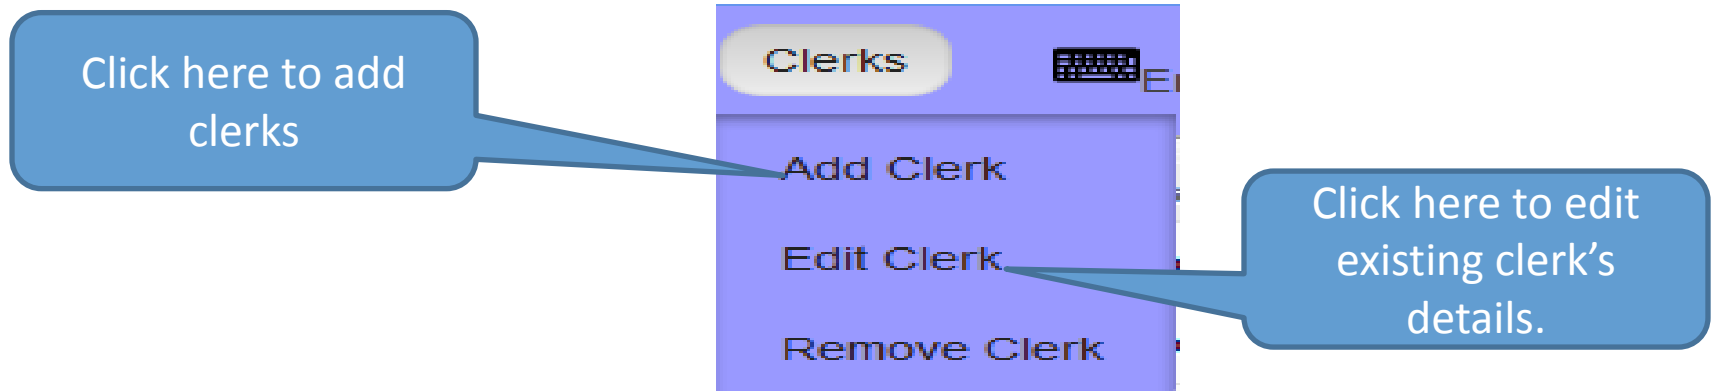 Click here to add
clerks
Clerks
Add Clerk
Edit Clerk
Remove Clerk
Click here to edit
existing clerk’s
details.